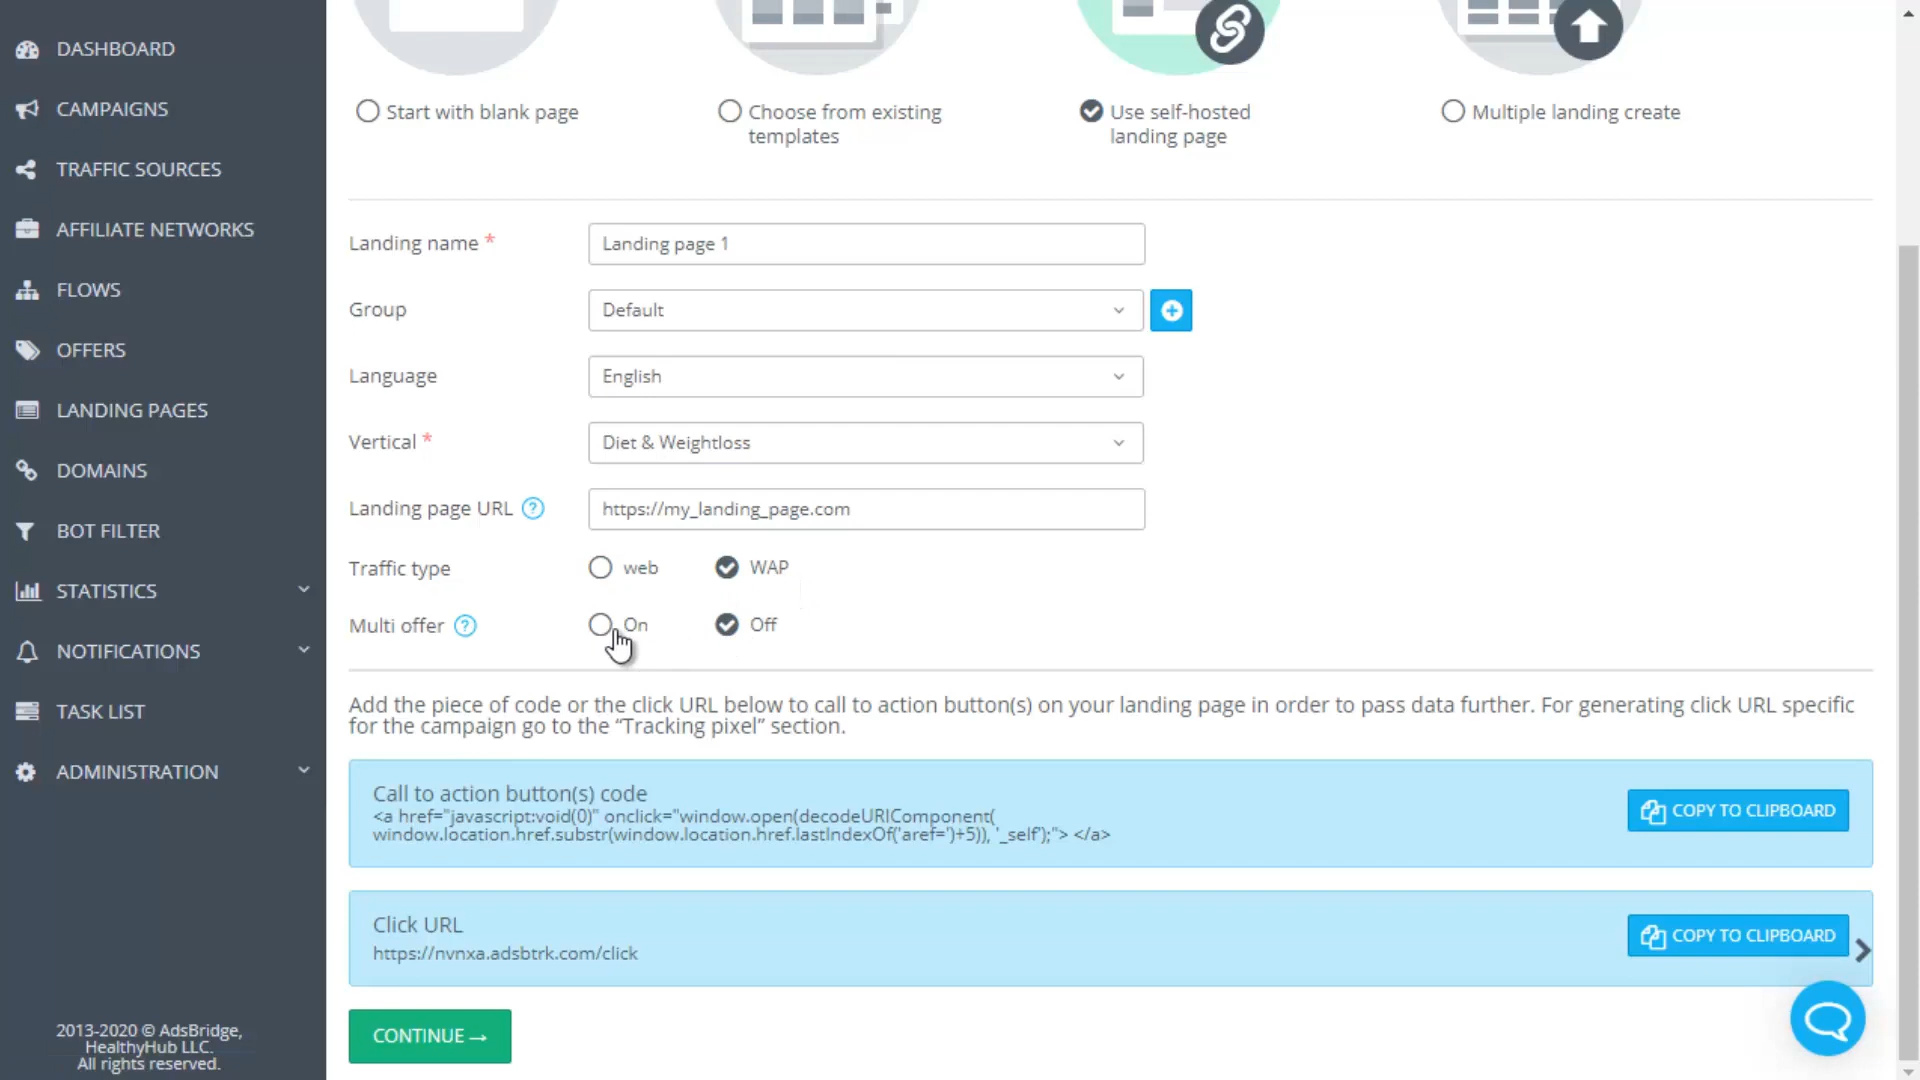 DASHBOARD
CAMPAIGNS
TRAFFIC SOURCES
AFFILIATE NETWORKS
FLOWS
OFFERS
LANDING PAGES
DOMAINS
BOT FILTER
STATISTICS
NOTIFICATIONS
TASK LIST
ADMINISTRATION
2013-2020 © AdsBridge,
HealthyHub LLC.
All rights reserved.
Start with blank page
Choose from existing
templates
Use self-hosted
landing page
Multiple landing create
Landing name * Landing page 1
Group Default
Language English
Vertical * Diet & Weightloss
Landing page URL ? https://my_landing_page.com
Traffic type web WAP
Multi offer ? On Off
Add the piece of code or the click URL below to call to action button(s) on your landing page in order to pass data further. For generating click URL specific
for the campaign go to the “Tracking pixel” section.
Call to action button(s) code
<a href="javascript:void(0)" onclick="window.open(decodeURIComponent(
window.location.href.substr(window.location.href.lastIndexOf('aref=')+5)), '_self');"> </a>
COPY TO CLIPBOARD
Click URL
https://nvnxa.adsbtrk.com/click
COPY TO CLIPBOARD
CONTINUE →